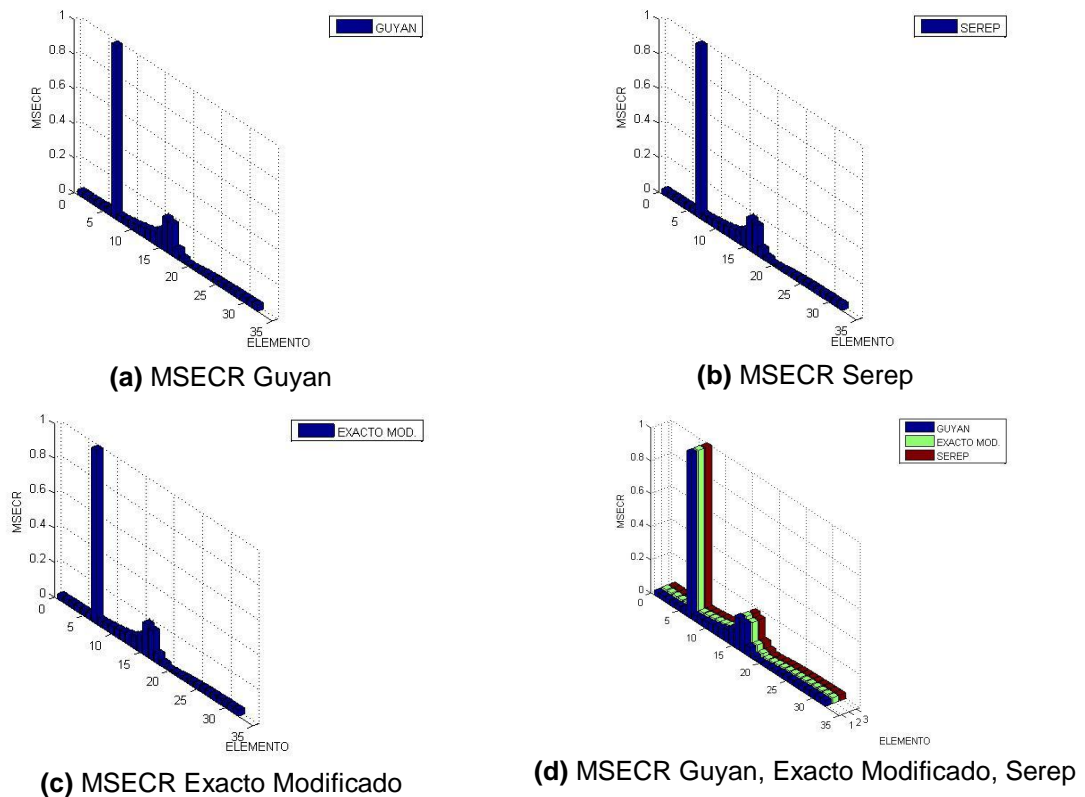 GUYAN
MSECR
1
0.8
0.6
0.4
0.2
0
0
5
10
15
20
25
30
35
ELEMENTO
(a) MSECR Guyan
SEREP
MSECR
1
0.8
0.6
0.4
0.2
0
0
5
10
15
20
25
30
35
ELEMENTO
(b) MSECR Serep
EXACTO MOD.
MSECR
1
0.8
0.6
0.4
0.2
0
0
5
10
15
20
25
30
35
ELEMENTO
(c) MSECR Exacto Modificado
GUYAN
EXACTO MOD.
SEREP
MSECR
1
0.8
0.6
0.4
0.2
0
0
5
10
15
20
25
30
35
1 2 3
ELEMENTO
(d) MSECR Guyan, Exacto Modificado, Serep